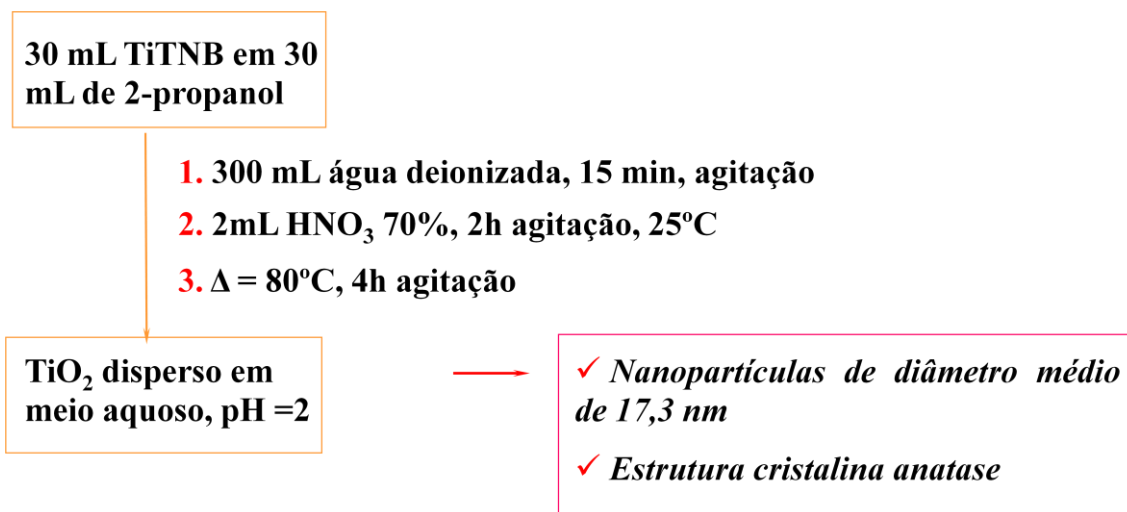 30 mL TiTNB em 30
mL de 2-propanol
1. 300 mL água deionizada, 15 min, agitação
2. 2mL HNO₃ 70%, 2h agitação, 25ºC
3. Δ = 80ºC, 4h agitação
TiO₂ disperso em
meio aquoso, pH =2
✓ Nanopartículas de diâmetro médio
de 17,3 nm
✓ Estrutura cristalina anatase